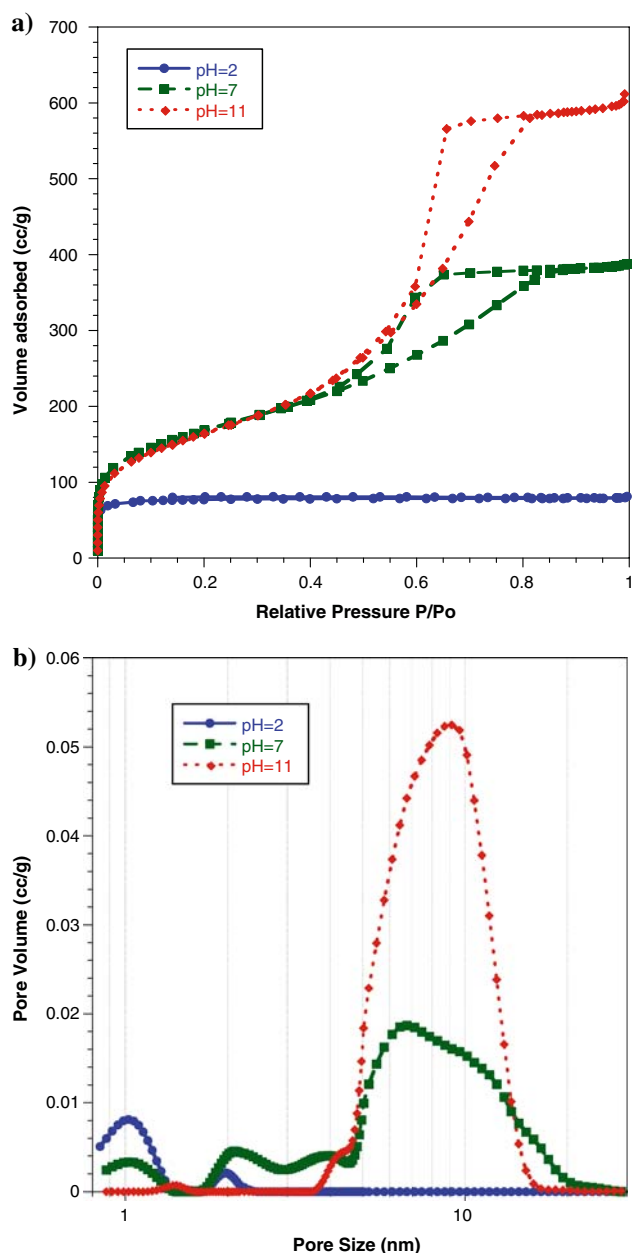 a)
700
600
500
400
300
200
100
0
Volume adsorbed (cc/g)
pH=2
pH=7
pH=11
0 0.2 0.4 0.6 0.8 1
Relative Pressure P/Po
b)
0.06
0.05
0.04
0.03
0.02
0.01
0
Pore Volume (cc/g)
pH=2
pH=7
pH=11
1 10
Pore Size (nm)